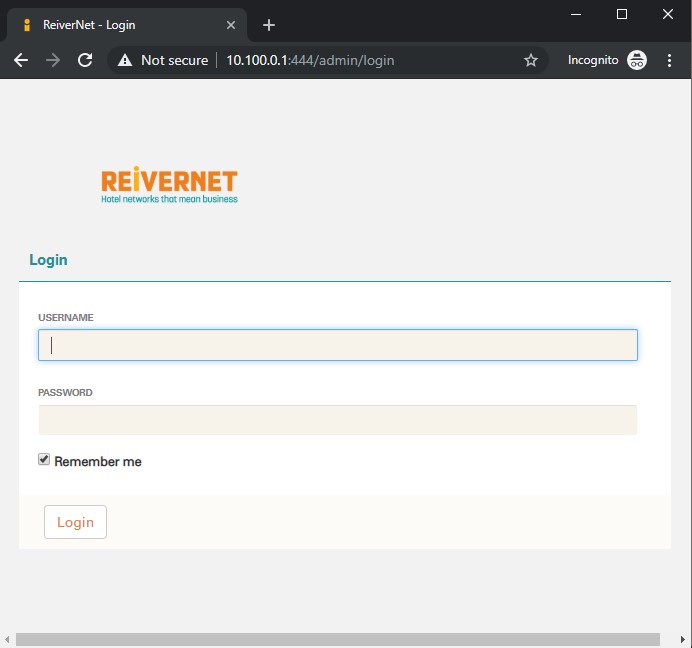 ReiverNet - Login
Not secure
10.100.0.1:444/admin/login
Incognito
REiVERNET
Hotel networks that mean business
Login
USERNAME
PASSWORD
Remember me
Login